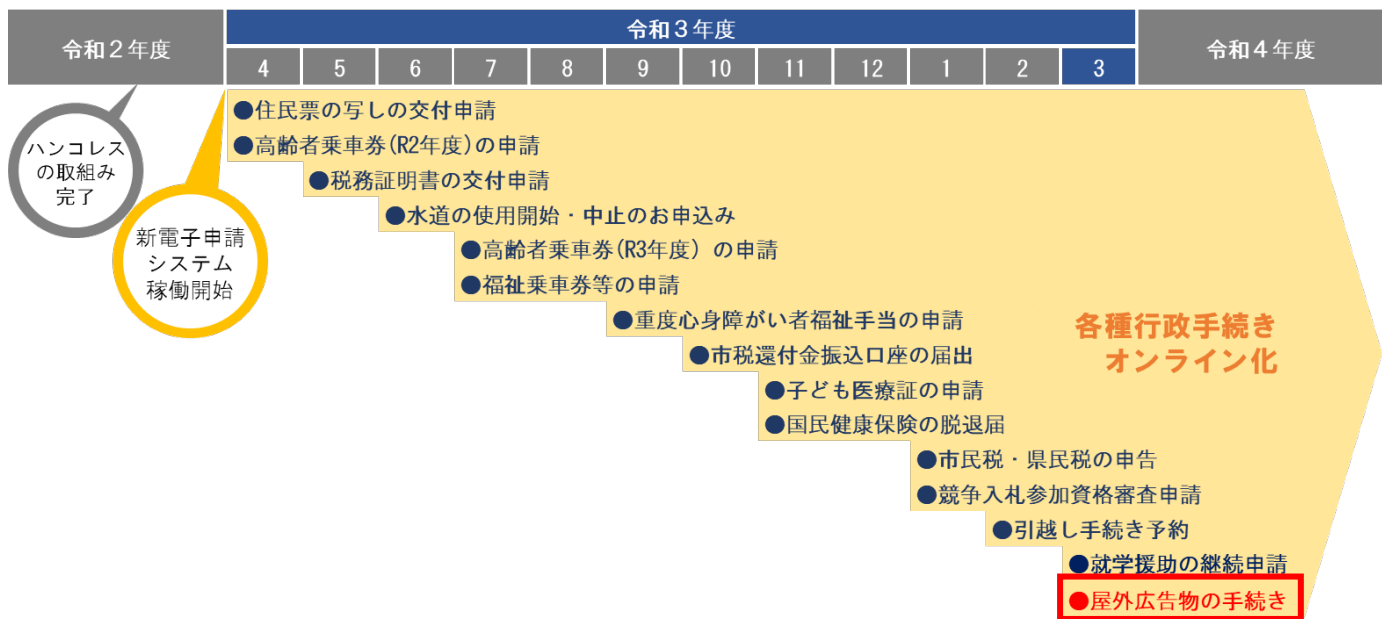 令和２年度
令和３年度
令和４年度
4 5 6 7 8 9 10 11 12 1 2 3
ハンコレス
の取組み
完了
新電子申請
システム
稼働開始
●住民票の写しの交付申請
●高齢者乗車券(R2年度)の申請
●税務証明書の交付申請
●水道の使用開始・中止のお申込み
●高齢者乗車券(R3年度）の申請
●福祉乗車券等の申請
●重度心身障がい者福祉手当の申請
●市税還付金振込口座の届出
●子ども医療証の申請
●国民健康保険の脱退届
●市民税・県民税の申告
●競争入札参加資格審査申請
●引越し手続き予約
●就学援助の継続申請
●屋外広告物の手続き
各種行政手続き
オンライン化